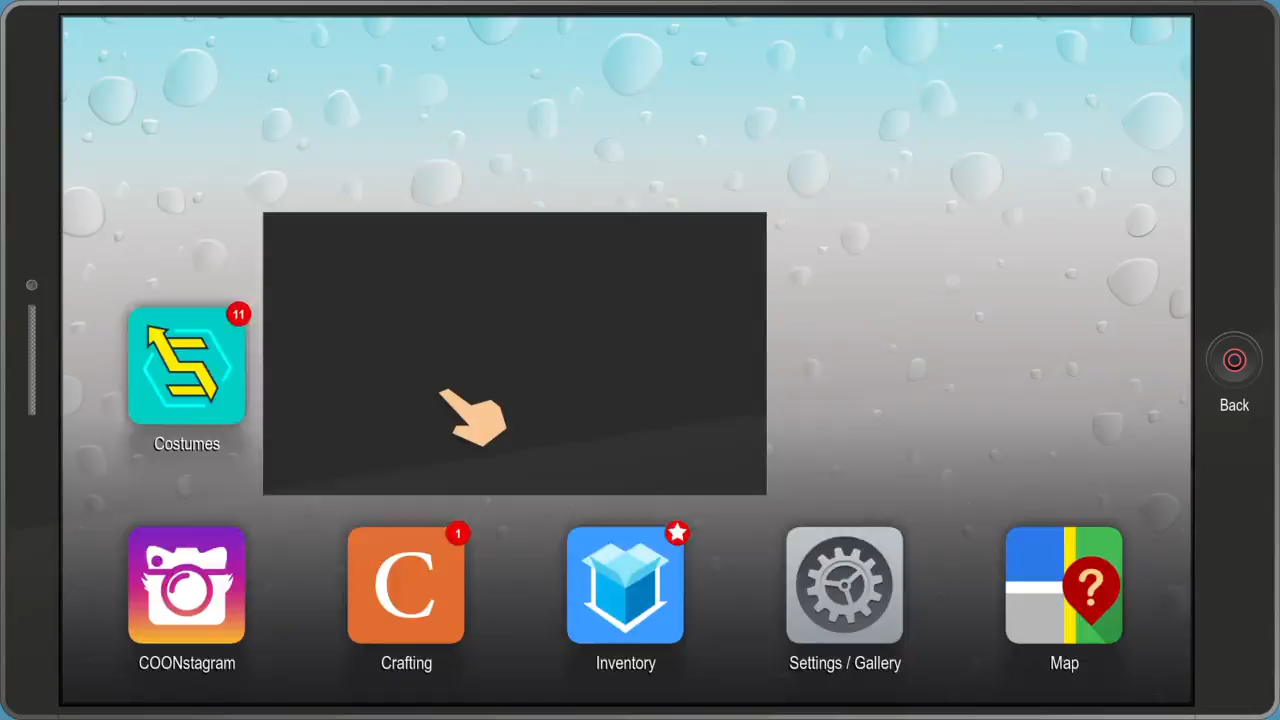 11
Costumes
Back
1
C
?
COONstagram
Crafting
Inventory
Settings / Gallery
Map